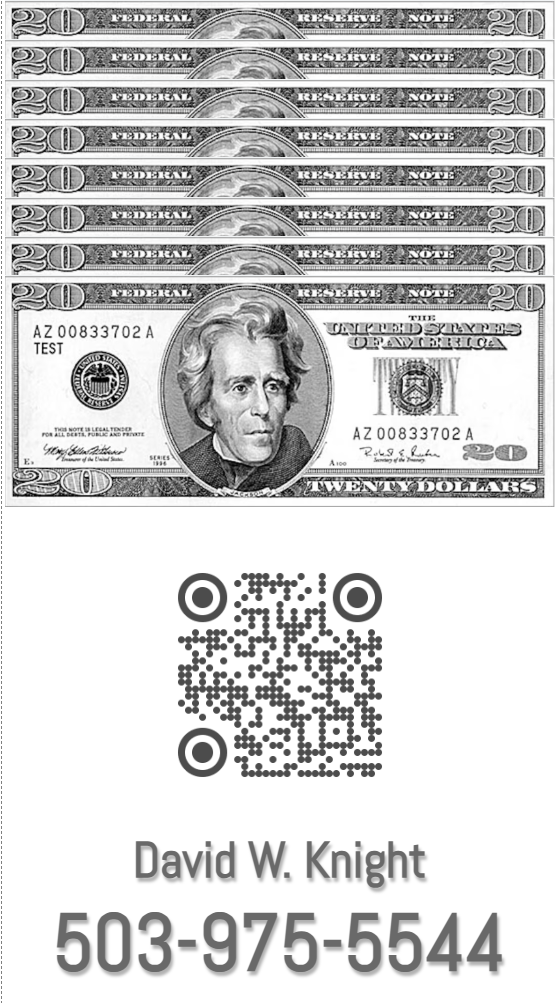 20 FEDERAL RESERVE NOTE 20
20 FEDERAL RESERVE NOTE 20
20 FEDERAL RESERVE NOTE 20
20 FEDERAL RESERVE NOTE 20
20 FEDERAL RESERVE NOTE 20
20 FEDERAL RESERVE NOTE 20
20 FEDERAL RESERVE NOTE 20
20 FEDERAL RESERVE NOTE 20
AZ 00833702 A
TEST
THE
UNITED STATES
OF AMERICA
THIS NOTE IS LEGAL TENDER
FOR ALL DEBTS, PUBLIC AND PRIVATE
AZ 00833702 A
20
Treasurer of the United States.
SERIES
1996
Secretary of the Treasury.
A100
20
JACKSON
TWENTY DOLLARS
David W. Knight
503-975-5544